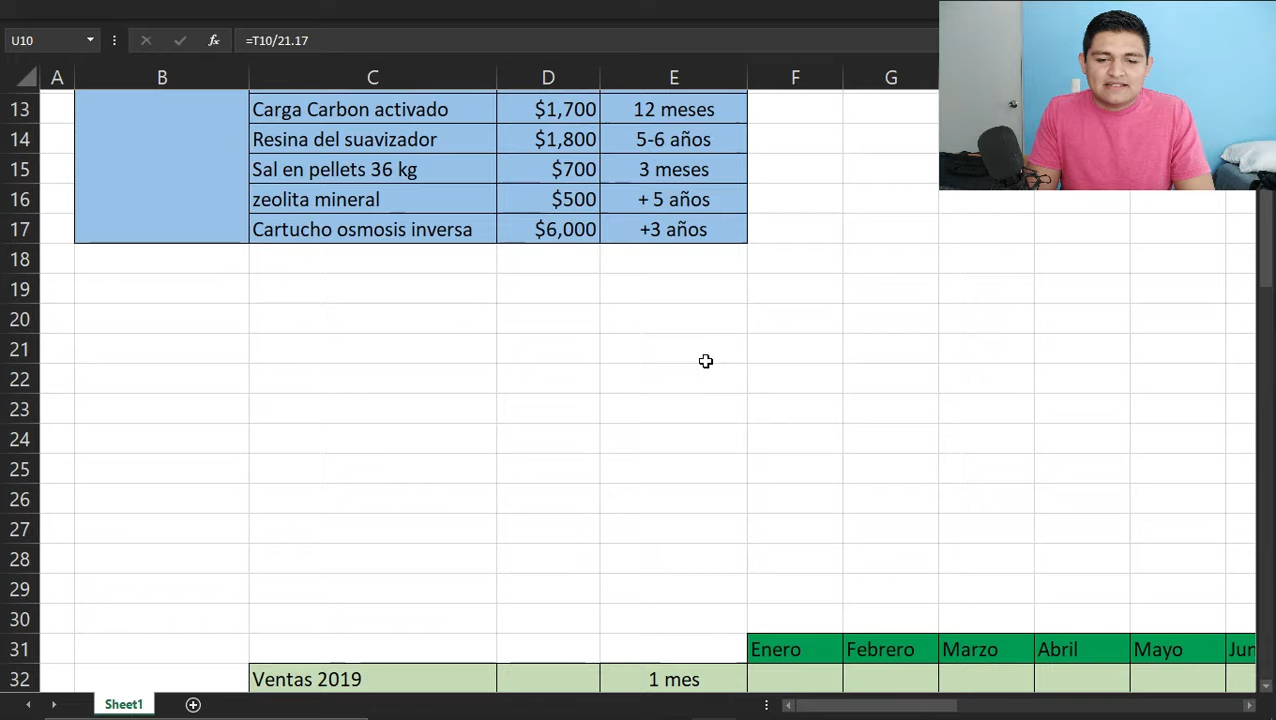 U10 fx =T10/21.17
A B C D E F G
13 Carga Carbon activado $1,700 12 meses
14 Resina del suavizador $1,800 5-6 años
15 Sal en pellets 36 kg $700 3 meses
16 zeolita mineral $500 + 5 años
17 Cartucho osmosis inversa $6,000 +3 años
18
19
20
21
22
23
24
25
26
27
28
29
30
31 Enero Febrero Marzo Abril Mayo Jun
32 Ventas 2019 1 mes
Sheet1